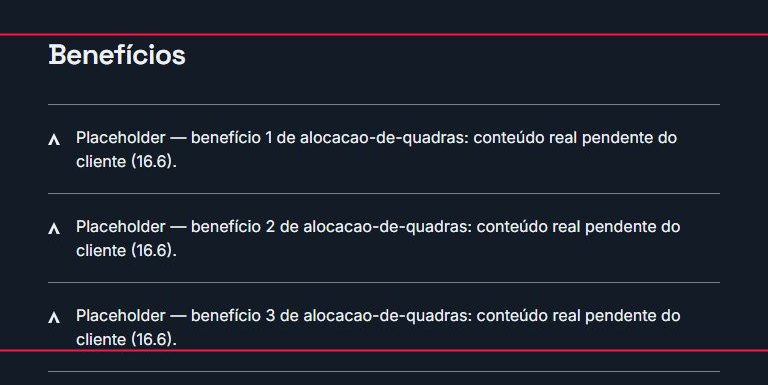 Benefícios
Placeholder — benefício 1 de alocacao-de-quadras: conteúdo real pendente do
cliente (16.6).
Placeholder — benefício 2 de alocacao-de-quadras: conteúdo real pendente do
cliente (16.6).
Placeholder — benefício 3 de alocacao-de-quadras: conteúdo real pendente do
cliente (16.6).